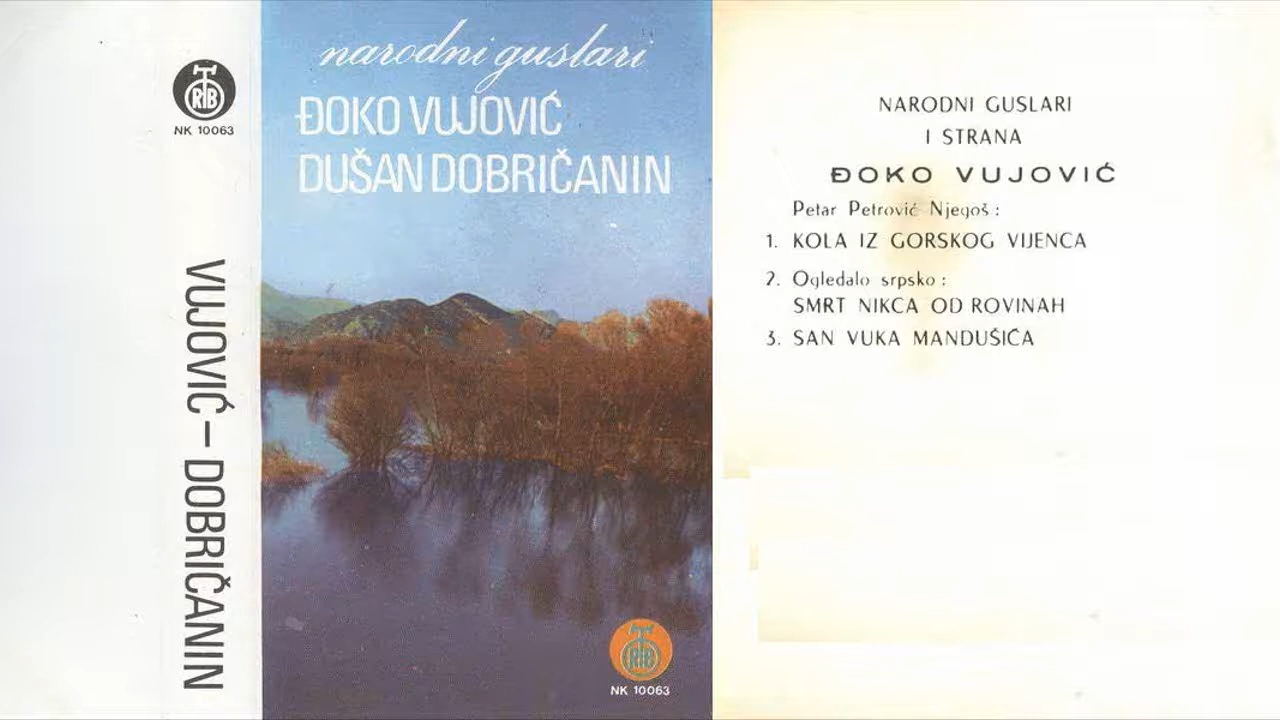 RTB
NK 10063
VUJOVIĆ – DOBRIČANIN
narodni guslari
ĐOKO VUJOVIĆ
DUŠAN DOBRIČANIN
RTB
NK 10063
NARODNI GUSLARI
I STRANA
ĐOKO VUJOVIĆ
Petar Petrović Njegoš :
1. KOLA IZ GORSKOG VIJENCA
2. Ogledalo srpsko :
SMRT NIKCA OD ROVINAH
3. SAN VUKA MANDUŠIĆA